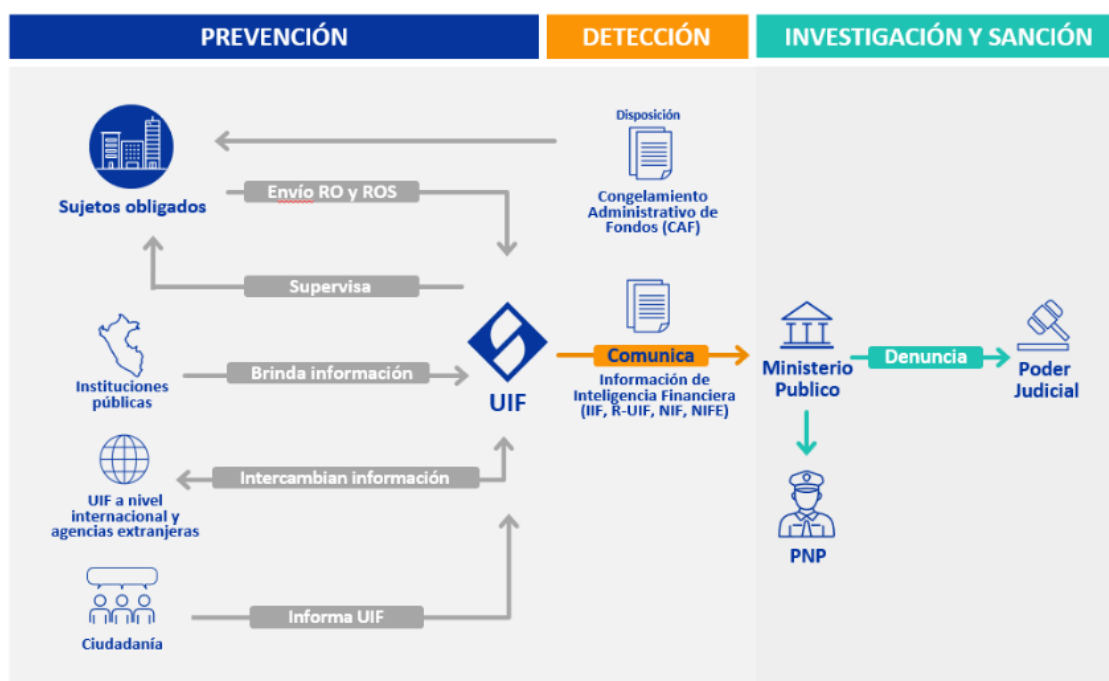 PREVENCIÓN
DETECCIÓN
INVESTIGACIÓN Y SANCIÓN
Sujetos obligados
Envío RO y ROS
Supervisa
Disposición
Congelamiento
Administrativo de
Fondos (CAF)
Instituciones
públicas
Brinda información
UIF
Comunica
Información de
Inteligencia Financiera
(IIF, R-UIF, NIF, NIFE)
Ministerio
Publico
Denuncia
Poder
Judicial
UIF a nivel
internacional y
agencias extranjeras
Intercambian información
PNP
Ciudadanía
Informa UIF